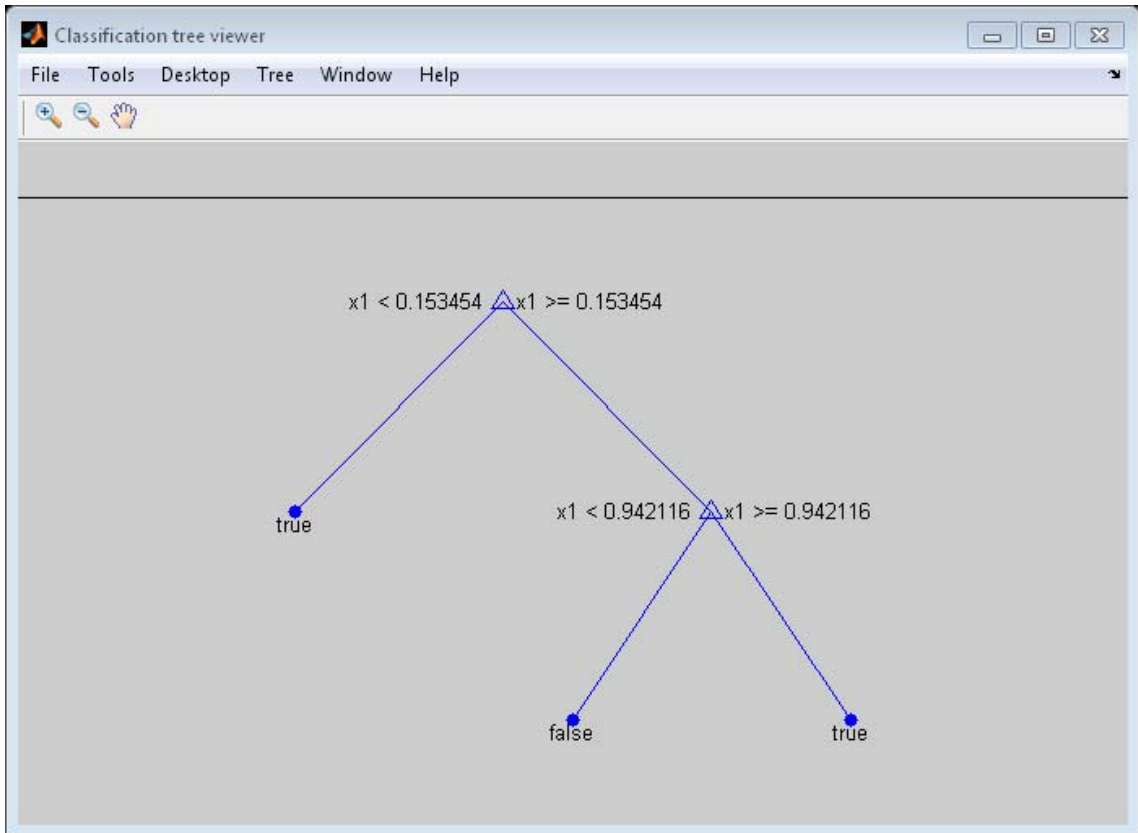 Classification tree viewer
File Tools Desktop Tree Window Help
x1 < 0.153454 x1 >= 0.153454
true
x1 < 0.942116 x1 >= 0.942116
false true